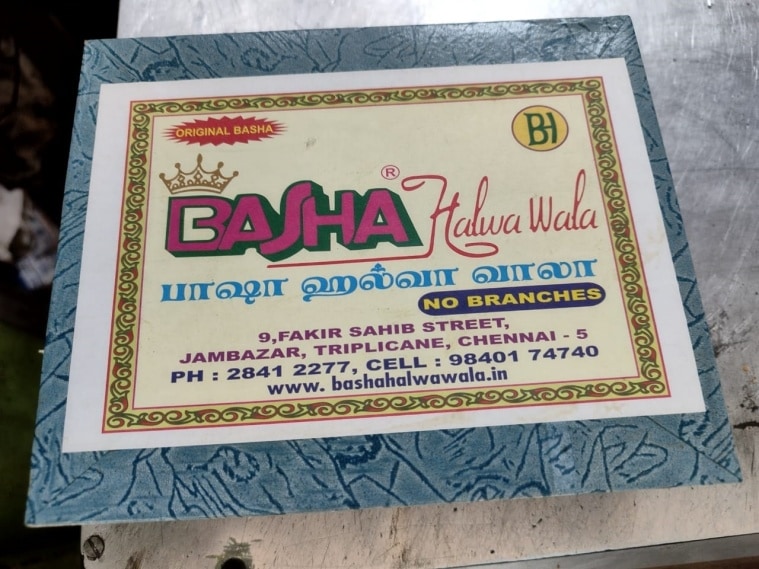 ORIGINAL BASHA
BH
BASHA ® Halwa Wala
பாஷா ஹல்வா வாலா
NO BRANCHES
9,FAKIR SAHIB STREET,
JAMBAZAR, TRIPLICANE, CHENNAI - 5
PH : 2841 2277, CELL : 98401 74740
www. bashahalwawala.in